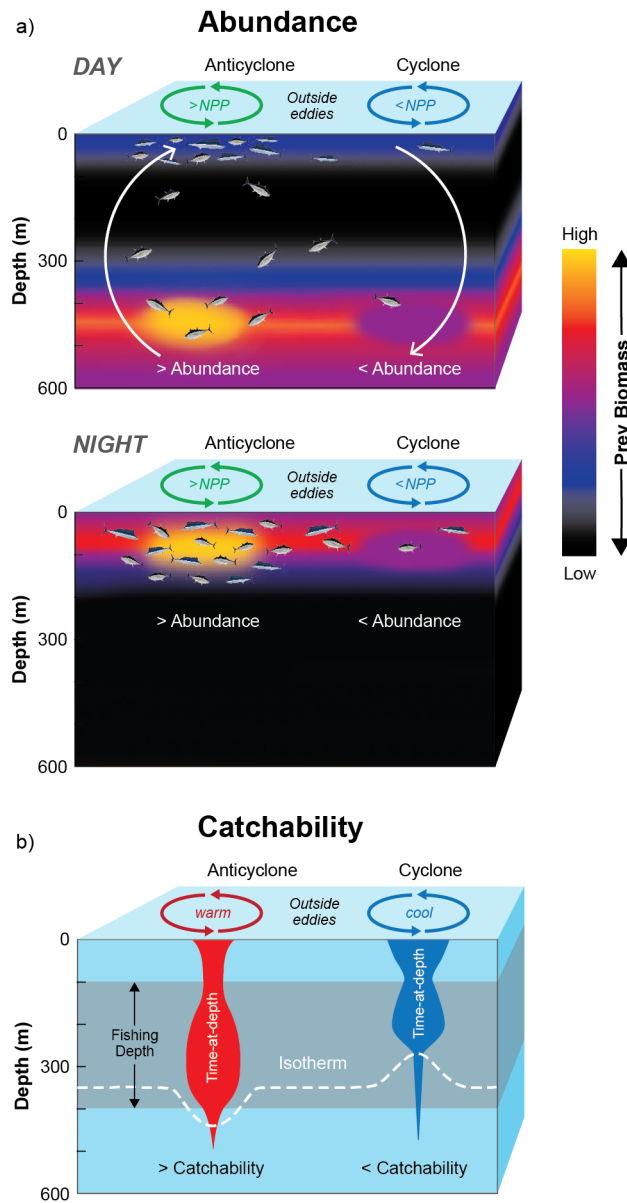 a)
Abundance
DAY
Anticyclone
Cyclone
>NPP
Outside
eddies
<NPP
0
300
600
Depth (m)
> Abundance
< Abundance
High
Prey Biomass
Low
NIGHT
Anticyclone
Cyclone
>NPP
Outside
eddies
<NPP
0
300
600
Depth (m)
> Abundance
< Abundance
b)
Catchability
Anticyclone
Cyclone
warm
Outside
eddies
cool
0
300
600
Depth (m)
Fishing
Depth
Time-at-depth
Time-at-depth
Isotherm
> Catchability
< Catchability